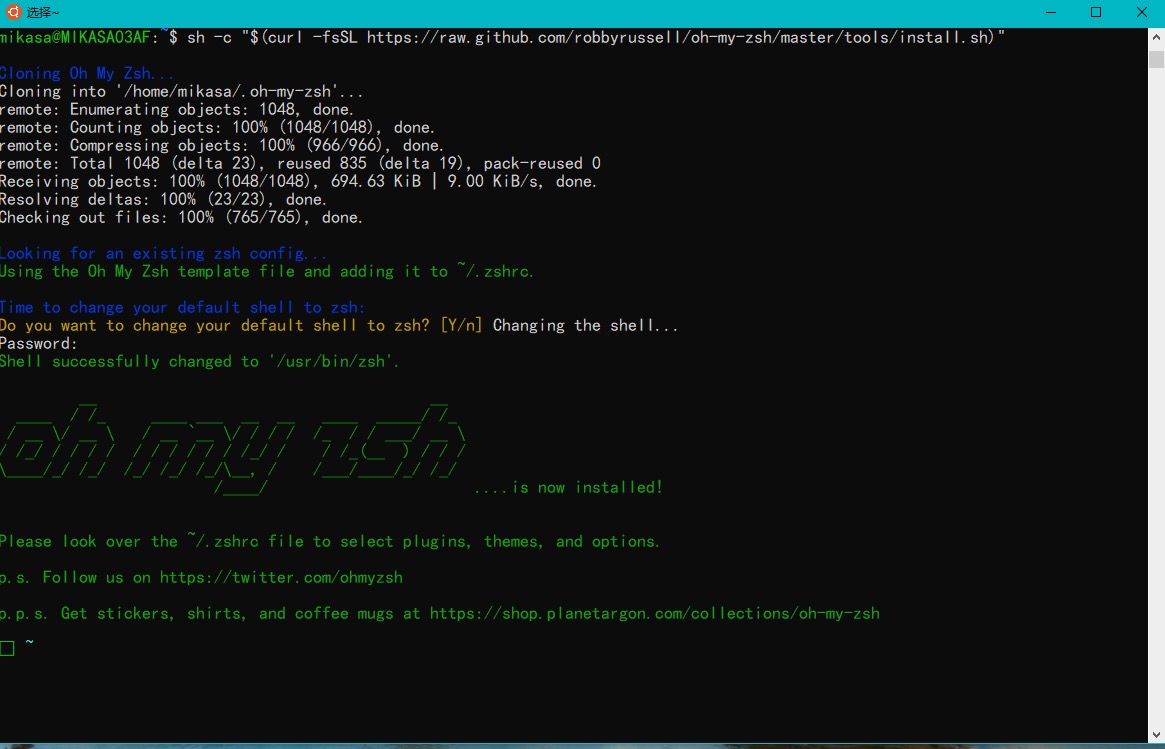 选择~
mikasa@MIKASA03AF:~$ sh -c "$(curl -fsSL https://raw.github.com/robbyrussell/oh-my-zsh/master/tools/install.sh)"
Cloning Oh My Zsh...
Cloning into '/home/mikasa/.oh-my-zsh'...
remote: Enumerating objects: 1048, done.
remote: Counting objects: 100% (1048/1048), done.
remote: Compressing objects: 100% (966/966), done.
remote: Total 1048 (delta 23), reused 835 (delta 19), pack-reused 0
Receiving objects: 100% (1048/1048), 694.63 KiB | 9.00 KiB/s, done.
Resolving deltas: 100% (23/23), done.
Checking out files: 100% (765/765), done.
Looking for an existing zsh config...
Using the Oh My Zsh template file and adding it to ~/.zshrc.
Time to change your default shell to zsh:
Do you want to change your default shell to zsh? [Y/n] Changing the shell...
Password:
Shell successfully changed to '/usr/bin/zsh'.
oh my zsh
....is now installed!
Please look over the ~/.zshrc file to select plugins, themes, and options.
p.s. Follow us on https://twitter.com/ohmyzsh
p.p.s. Get stickers, shirts, and coffee mugs at https://shop.planetargon.com/collections/oh-my-zsh
~